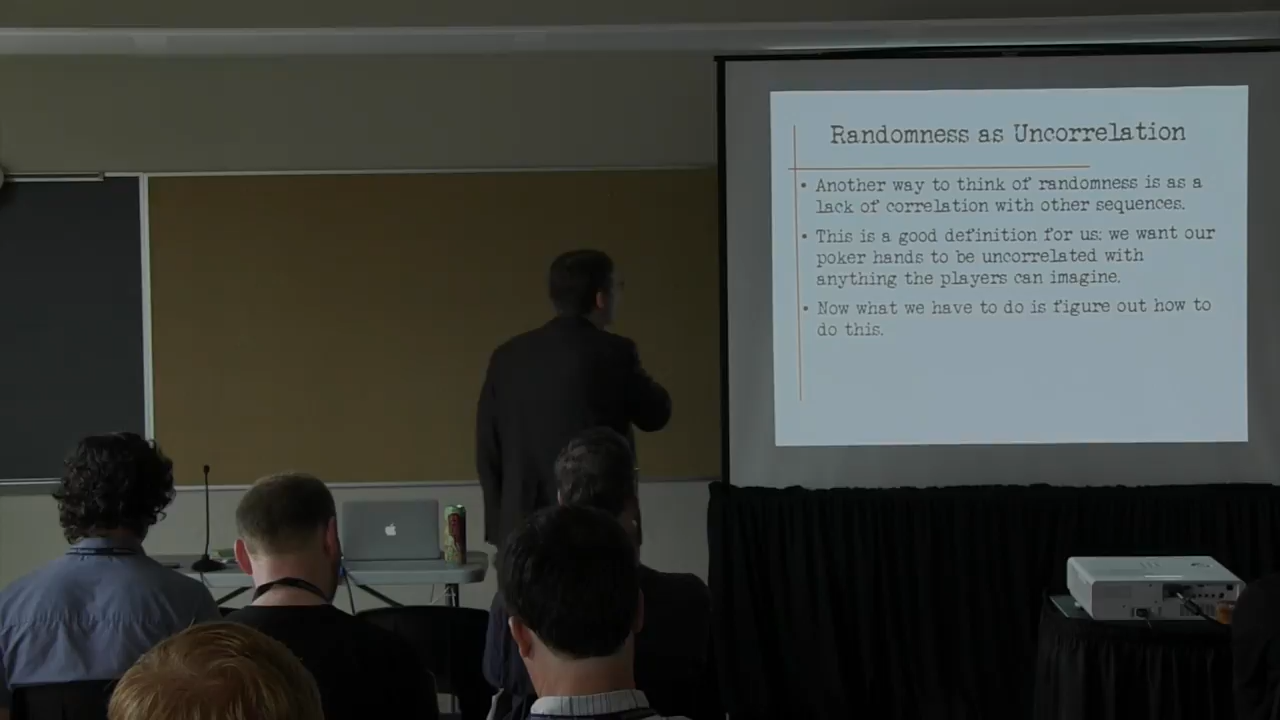 Randomness as Uncorrelation
• Another way to think of randomness is as a
lack of correlation with other sequences.
• This is a good definition for us: we want our
poker hands to be uncorrelated with
anything the players can imagine.
• Now what we have to do is figure out how to
do this.